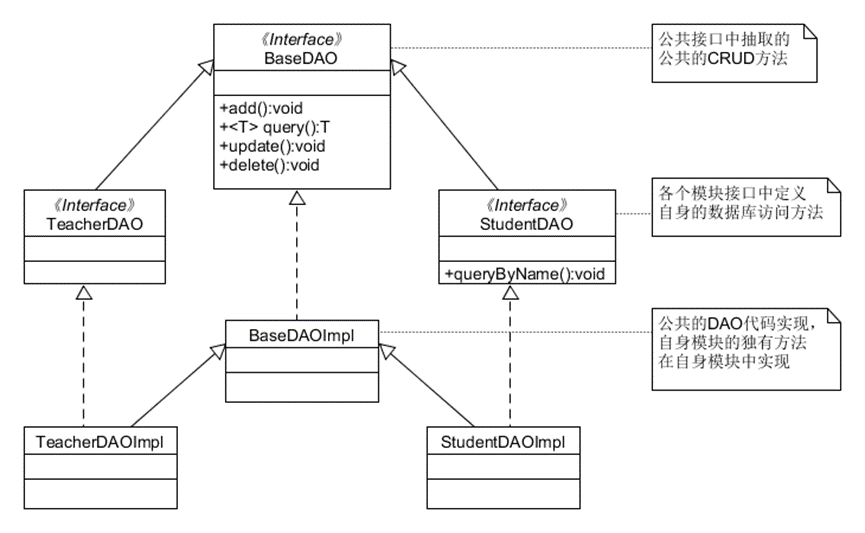 《Interface》
BaseDAO
+add():void
+<T> query():T
+update():void
+delete():void
公共接口中抽取的
公共的CRUD方法
《Interface》
TeacherDAO
《Interface》
StudentDAO
+queryByName():void
各个模块接口中定义
自身的数据库访问方法
BaseDAOImpl
公共的DAO代码实现，
自身模块的独有方法
在自身模块中实现
TeacherDAOImpl
StudentDAOImpl